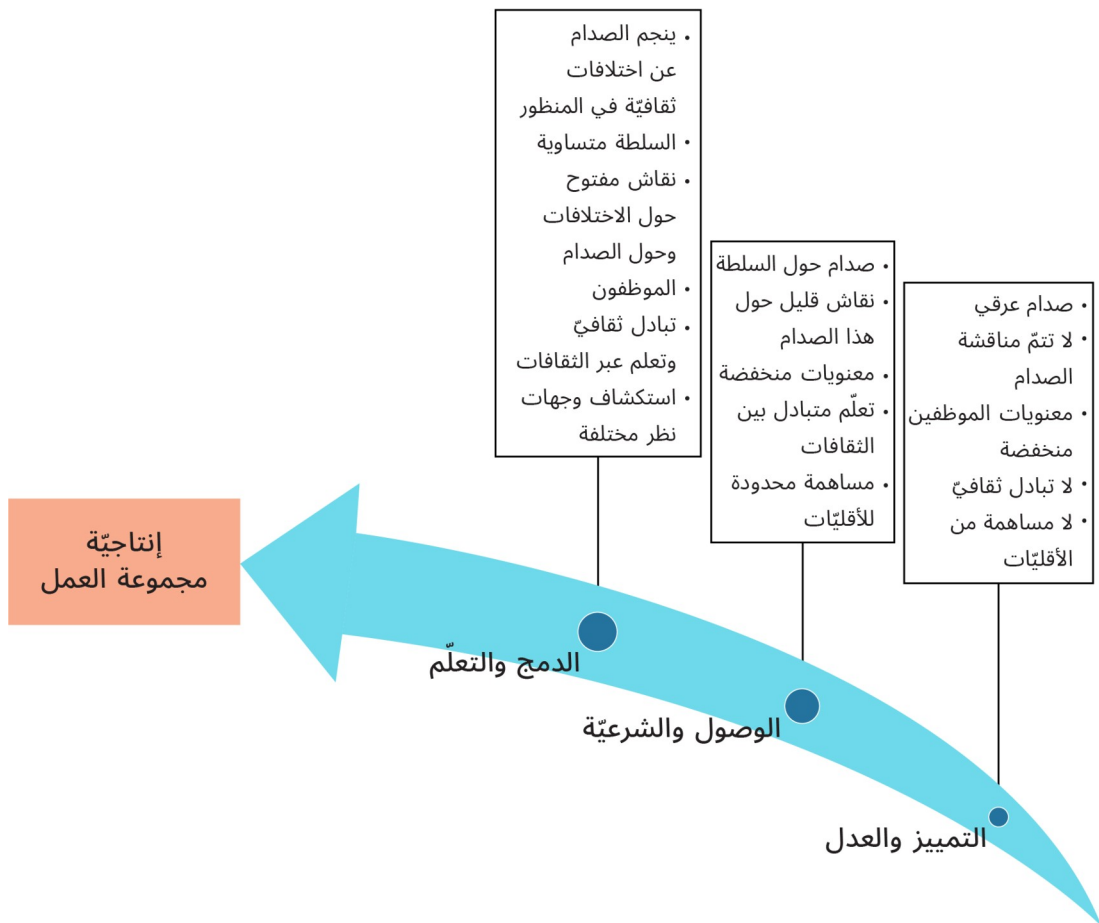 • ينجم الصدام
عن اختلافات
ثقافيّة في المنظور
• السلطة متساوية
• نقاش مفتوح
حول الاختلافات
وحول الصدام
• الموظفون
• تبادل ثقافيّ
وتعلم عبر الثقافات
• استكشاف وجهات
نظر مختلفة
• صدام حول السلطة
• نقاش قليل حول
هذا الصدام
• معنويات منخفضة
• تعلّم متبادل بين
الثقافات
• مساهمة محدودة
للأقليّات
• صدام عرقي
• لا تتمّ مناقشة
الصدام
• معنويات الموظفين
منخفضة
• لا تبادل ثقافيّ
• لا مساهمة من
الأقليّات
إنتاجيّة
مجموعة العمل
الدمج والتعلّم
الوصول والشرعيّة
التمييز والعدل